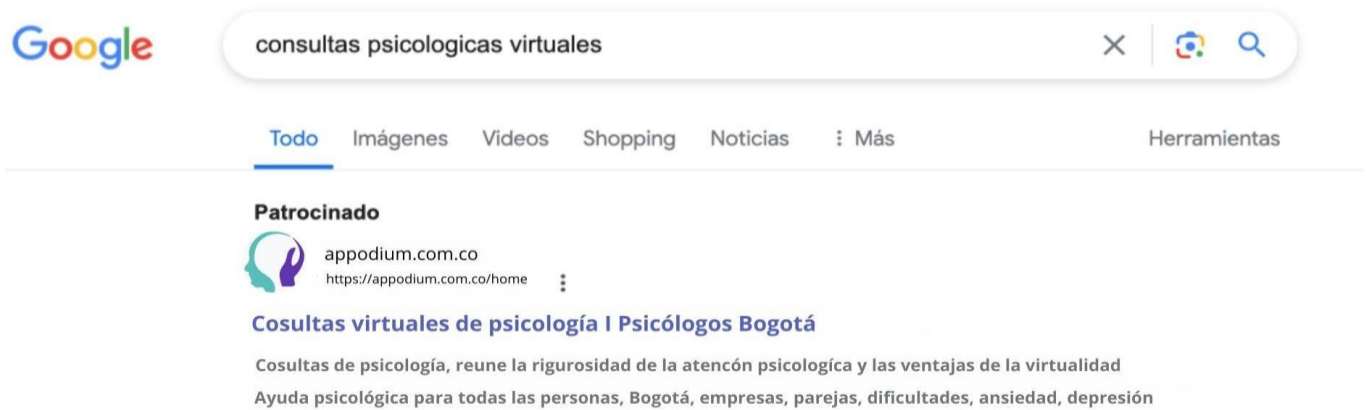 Google
consultas psicologicas virtuales
Todo Imágenes Videos Shopping Noticias Más Herramientas
Patrocinado
appodium.com.co
https://appodium.com.co/home
Cosultas virtuales de psicología I Psicólogos Bogotá
Cosultas de psicología, reune la rigurosidad de la atencón psicologíca y las ventajas de la virtualidad
Ayuda psicológica para todas las personas, Bogotá, empresas, parejas, dificultades, ansiedad, depresión